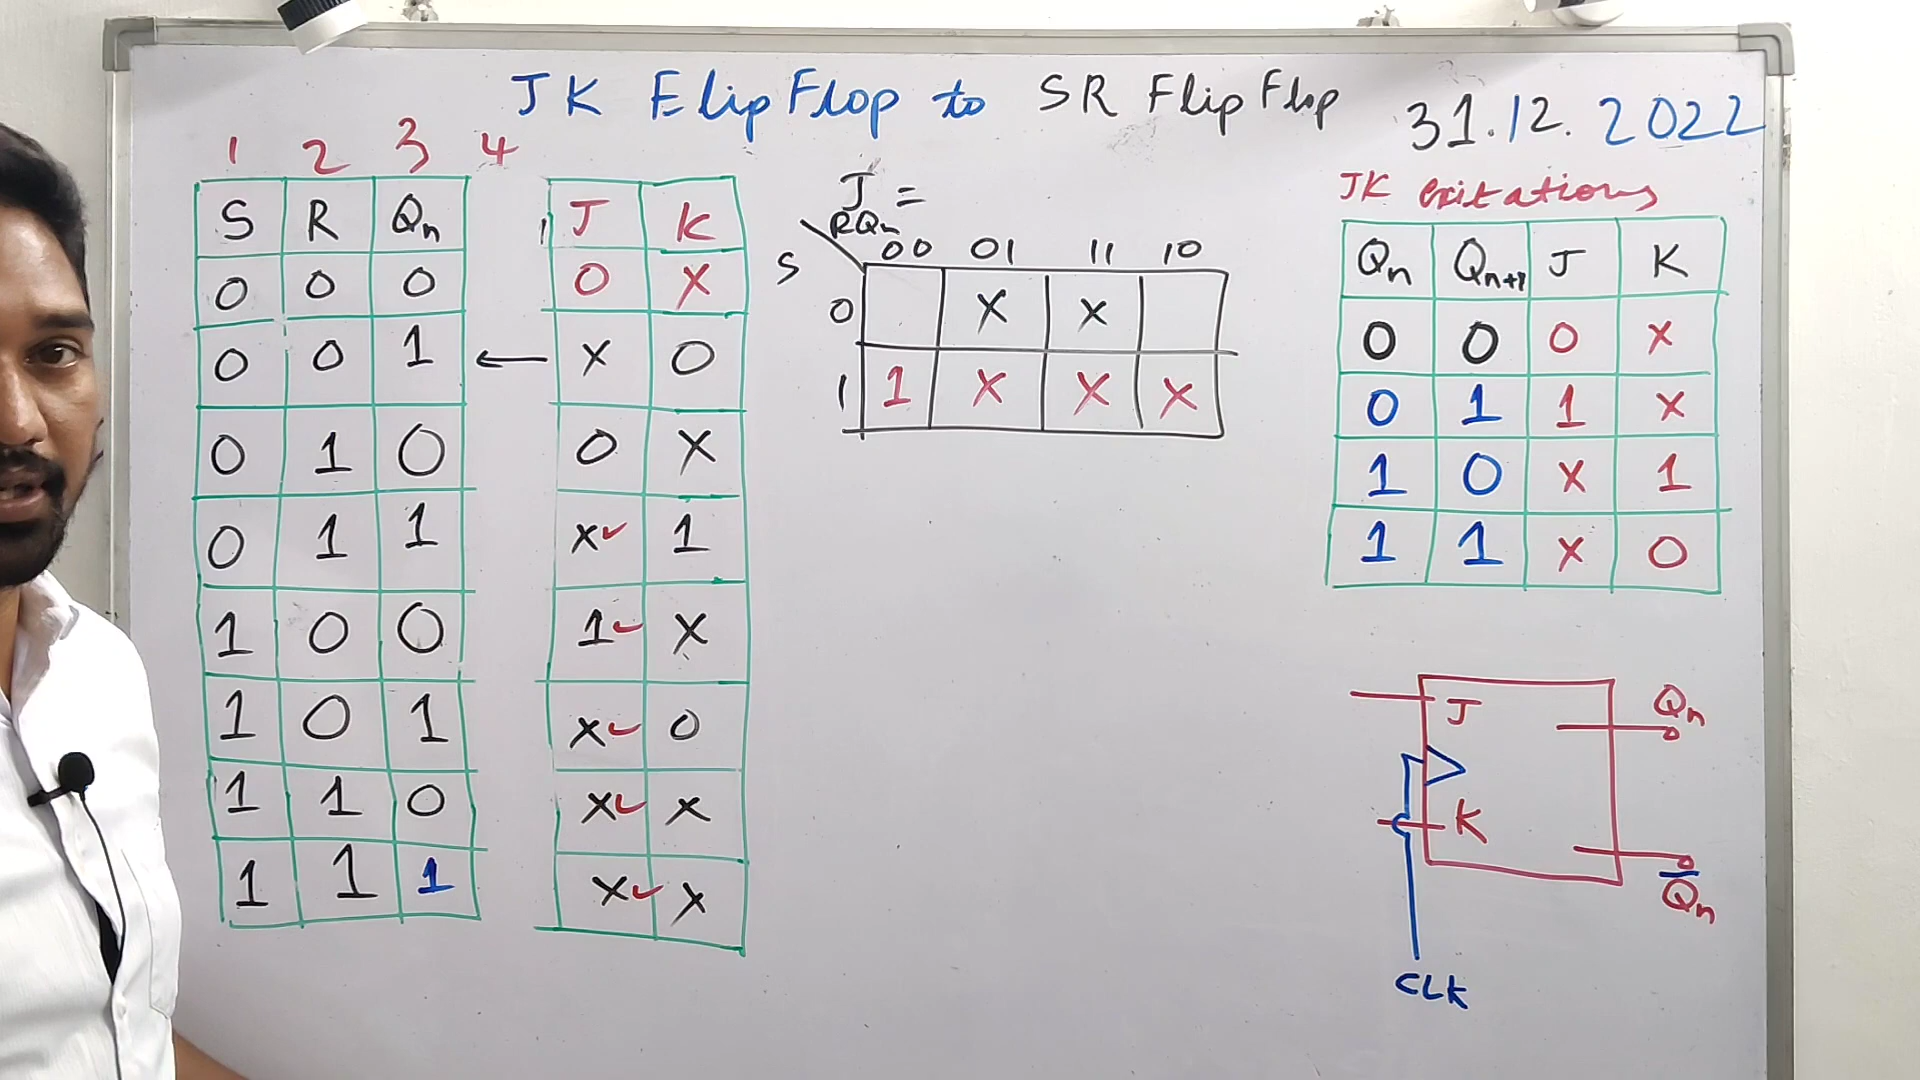 JK Flip Flop to SR Flip Flop
31.12.2022
1 2 3 4
S R Qn
0 0 0
0 0 1
0 1 0
0 1 1
1 0 0
1 0 1
1 1 0
1 1 1
J K
0 X
X 0
0 X
X 1
1 X
X 0
X X
X X
J =
RQn
S 00 01 11 10
0 X X
1 1 X X X
JK exitations
Qn Qn+1 J K
0 0 0 X
0 1 1 X
1 0 X 1
1 1 X 0
J Qn
K Q̅n
CLK